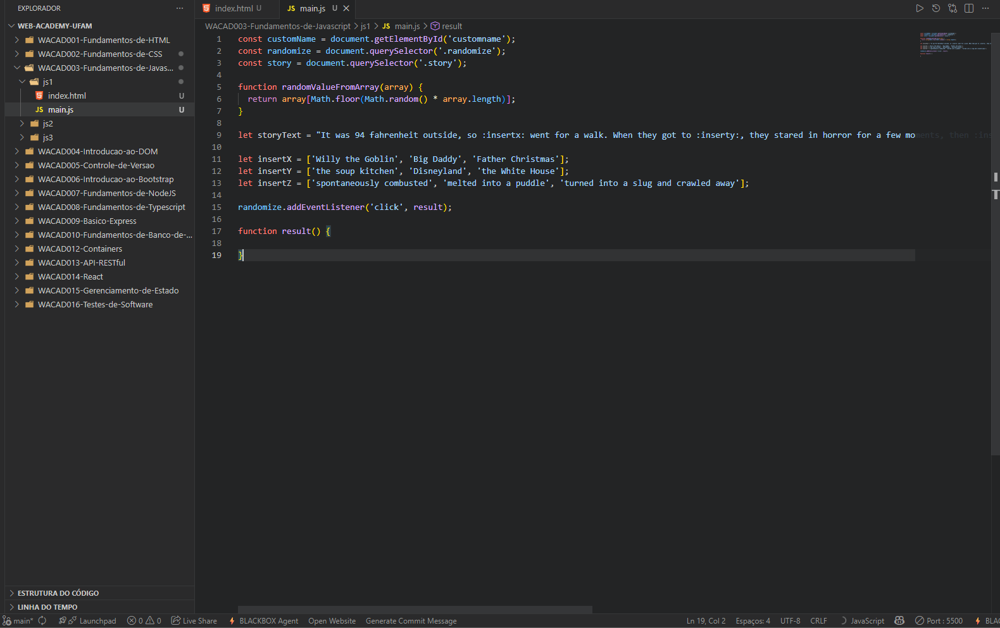 EXPLORADOR
WEB-ACADEMY-UFAM
WACAD001-Fundamentos-de-HTML
WACAD002-Fundamentos-de-CSS
WACAD003-Fundamentos-de-Javas...
js1
index.html U
JS main.js U
js2
js3
WACAD004-Introducao-ao-DOM
WACAD005-Controle-de-Versao
WACAD006-Introducao-ao-Bootstrap
WACAD007-Fundamentos-de-NodeJS
WACAD008-Fundamentos-de-Typescript
WACAD009-Basico-Express
WACAD010-Fundamentos-de-Banco-de-...
WACAD012-Containers
WACAD013-API-RESTful
WACAD014-React
WACAD015-Gerenciamento-de-Estado
WACAD016-Testes-de-Software
ESTRUTURA DO CÓDIGO
LINHA DO TEMPO
index.html U
JS main.js U
WACAD003-Fundamentos-de-Javascript > js1 > JS main.js > result
1 const customName = document.getElementById('customname');
2 const randomize = document.querySelector('.randomize');
3 const story = document.querySelector('.story');
4
5 function randomValueFromArray(array) {
6   return array[Math.floor(Math.random() * array.length)];
7 }
8
9 let storyText = "It was 94 fahrenheit outside, so :insertx: went for a walk. When they got to :inserty:, they stared in horror for a few moments, then :ins
10
11 let insertX = ['Willy the Goblin', 'Big Daddy', 'Father Christmas'];
12 let insertY = ['the soup kitchen', 'Disneyland', 'the White House'];
13 let insertZ = ['spontaneously combusted', 'melted into a puddle', 'turned into a slug and crawled away'];
14
15 randomize.addEventListener('click', result);
16
17 function result() {
18
19 }
main* Launchpad 0 0 Live Share BLACKBOX Agent Open Website Generate Commit Message Ln 19, Col 2 Espaços: 4 UTF-8 CRLF JavaScript Port : 5500 BLAC